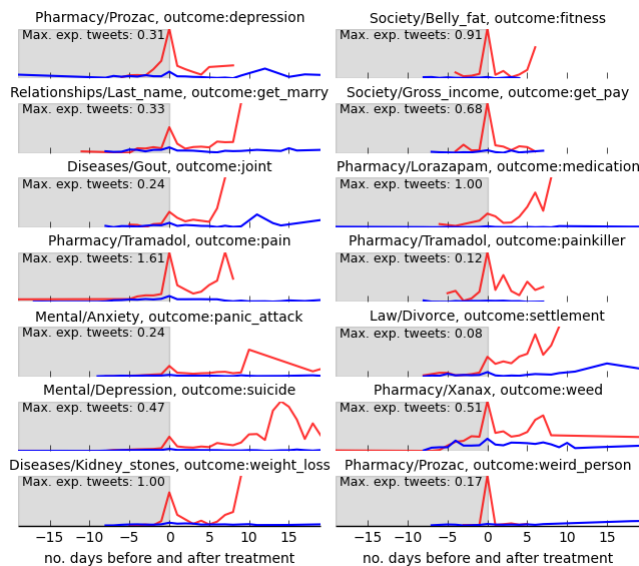 Pharmacy/Prozac, outcome:depression
Max. exp. tweets: 0.31
Society/Belly_fat, outcome:fitness
Max. exp. tweets: 0.91
Relationships/Last_name, outcome:get_marry
Max. exp. tweets: 0.33
Society/Gross_income, outcome:get_pay
Max. exp. tweets: 0.68
Diseases/Gout, outcome:joint
Max. exp. tweets: 0.24
Pharmacy/Lorazapam, outcome:medication
Max. exp. tweets: 1.00
Pharmacy/Tramadol, outcome:pain
Max. exp. tweets: 1.61
Pharmacy/Tramadol, outcome:painkiller
Max. exp. tweets: 0.12
Mental/Anxiety, outcome:panic_attack
Max. exp. tweets: 0.24
Law/Divorce, outcome:settlement
Max. exp. tweets: 0.08
Mental/Depression, outcome:suicide
Max. exp. tweets: 0.47
Pharmacy/Xanax, outcome:weed
Max. exp. tweets: 0.51
Diseases/Kidney_stones, outcome:weight_loss
Max. exp. tweets: 1.00
Pharmacy/Prozac, outcome:weird_person
Max. exp. tweets: 0.17
−15 −10 −5 0 5 10 15
no. days before and after treatment
−15 −10 −5 0 5 10 15
no. days before and after treatment